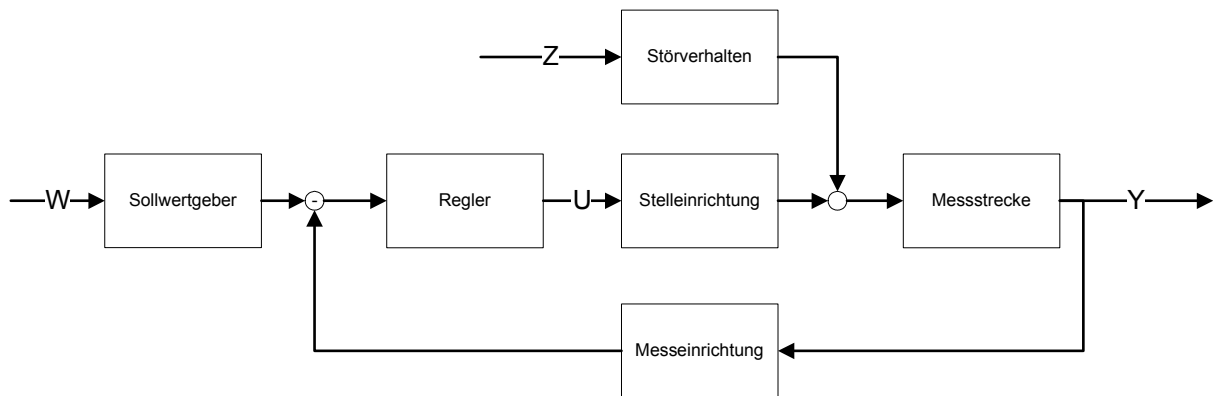 Z
Störverhalten
W
Sollwertgeber
-
Regler
U
Stelleinrichtung
Messstrecke
Y
Messeinrichtung